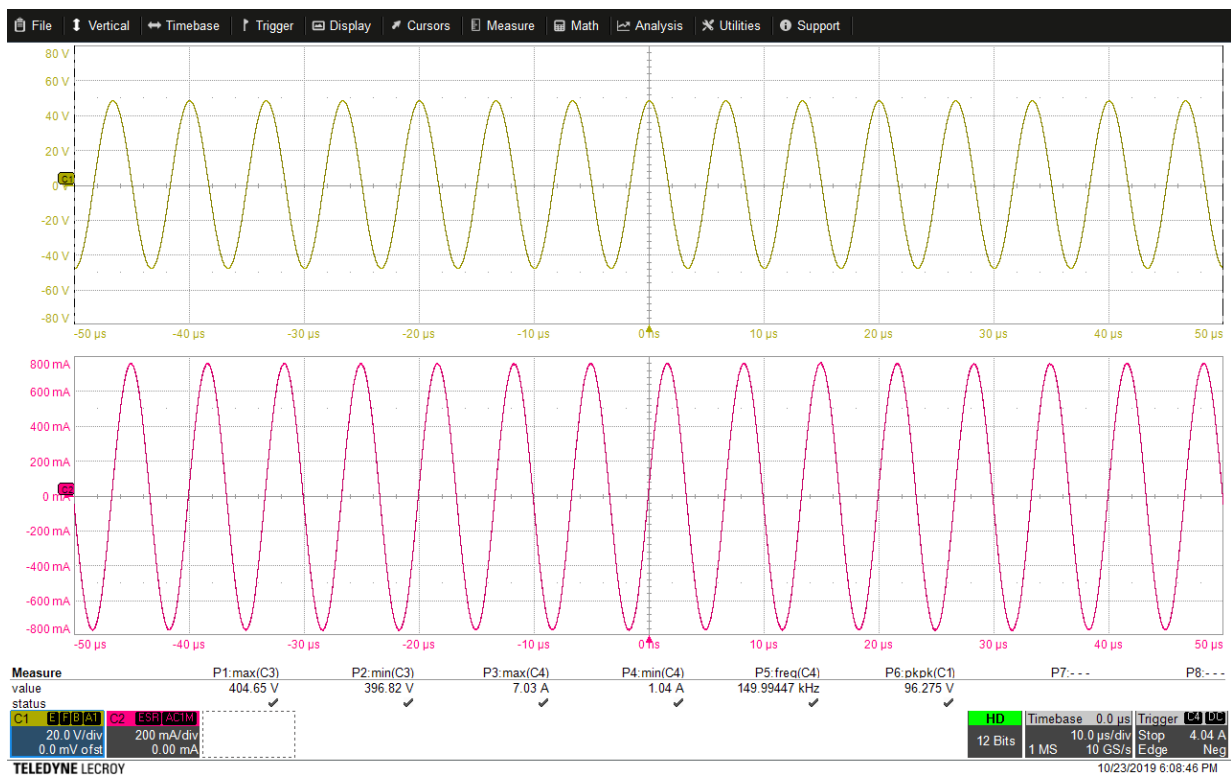 File Vertical Timebase Trigger Display Cursors Measure Math Analysis Utilities Support
80 V
60 V
40 V
20 V
C1
0 V
-20 V
-40 V
-60 V
-80 V
-50 µs -40 µs -30 µs -20 µs -10 µs 0 ns 10 µs 20 µs 30 µs 40 µs 50 µs
800 mA
600 mA
400 mA
200 mA
C2
0 mA
-200 mA
-400 mA
-600 mA
-800 mA
-50 µs -40 µs -30 µs -20 µs -10 µs 0 ns 10 µs 20 µs 30 µs 40 µs 50 µs
Measure P1:max(C3) P2:min(C3) P3:max(C4) P4:min(C4) P5:freq(C4) P6:pkpk(C1) P7:- - - P8:- - -
value 404.65 V 396.82 V 7.03 A 1.04 A 149.99447 kHz 96.275 V
status
C1 E F B A1 C2 ESR AC1M HD Timebase 0.0 µs Trigger C4 DC
20.0 V/div 200 mA/div 12 Bits 10.0 µs/div Stop 4.04 A
0.0 mV ofst 0.00 mA 1 MS 10 GS/s Edge Neg
TELEDYNE LECROY 10/23/2019 6:08:46 PM